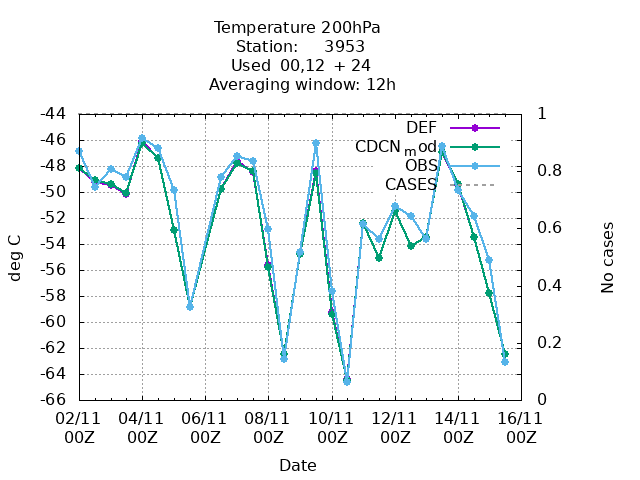 Temperature 200hPa
Station: 3953
Used 00,12 + 24
Averaging window: 12h
-44
-46
-48
-50
-52
-54
-56
-58
-60
-62
-64
-66
deg C
1
0.8
0.6
0.4
0.2
0
No cases
DEF
CDCN_mod
OBS
CASES
02/11 04/11 06/11 08/11 10/11 12/11 14/11 16/11
00Z 00Z 00Z 00Z 00Z 00Z 00Z 00Z
Date